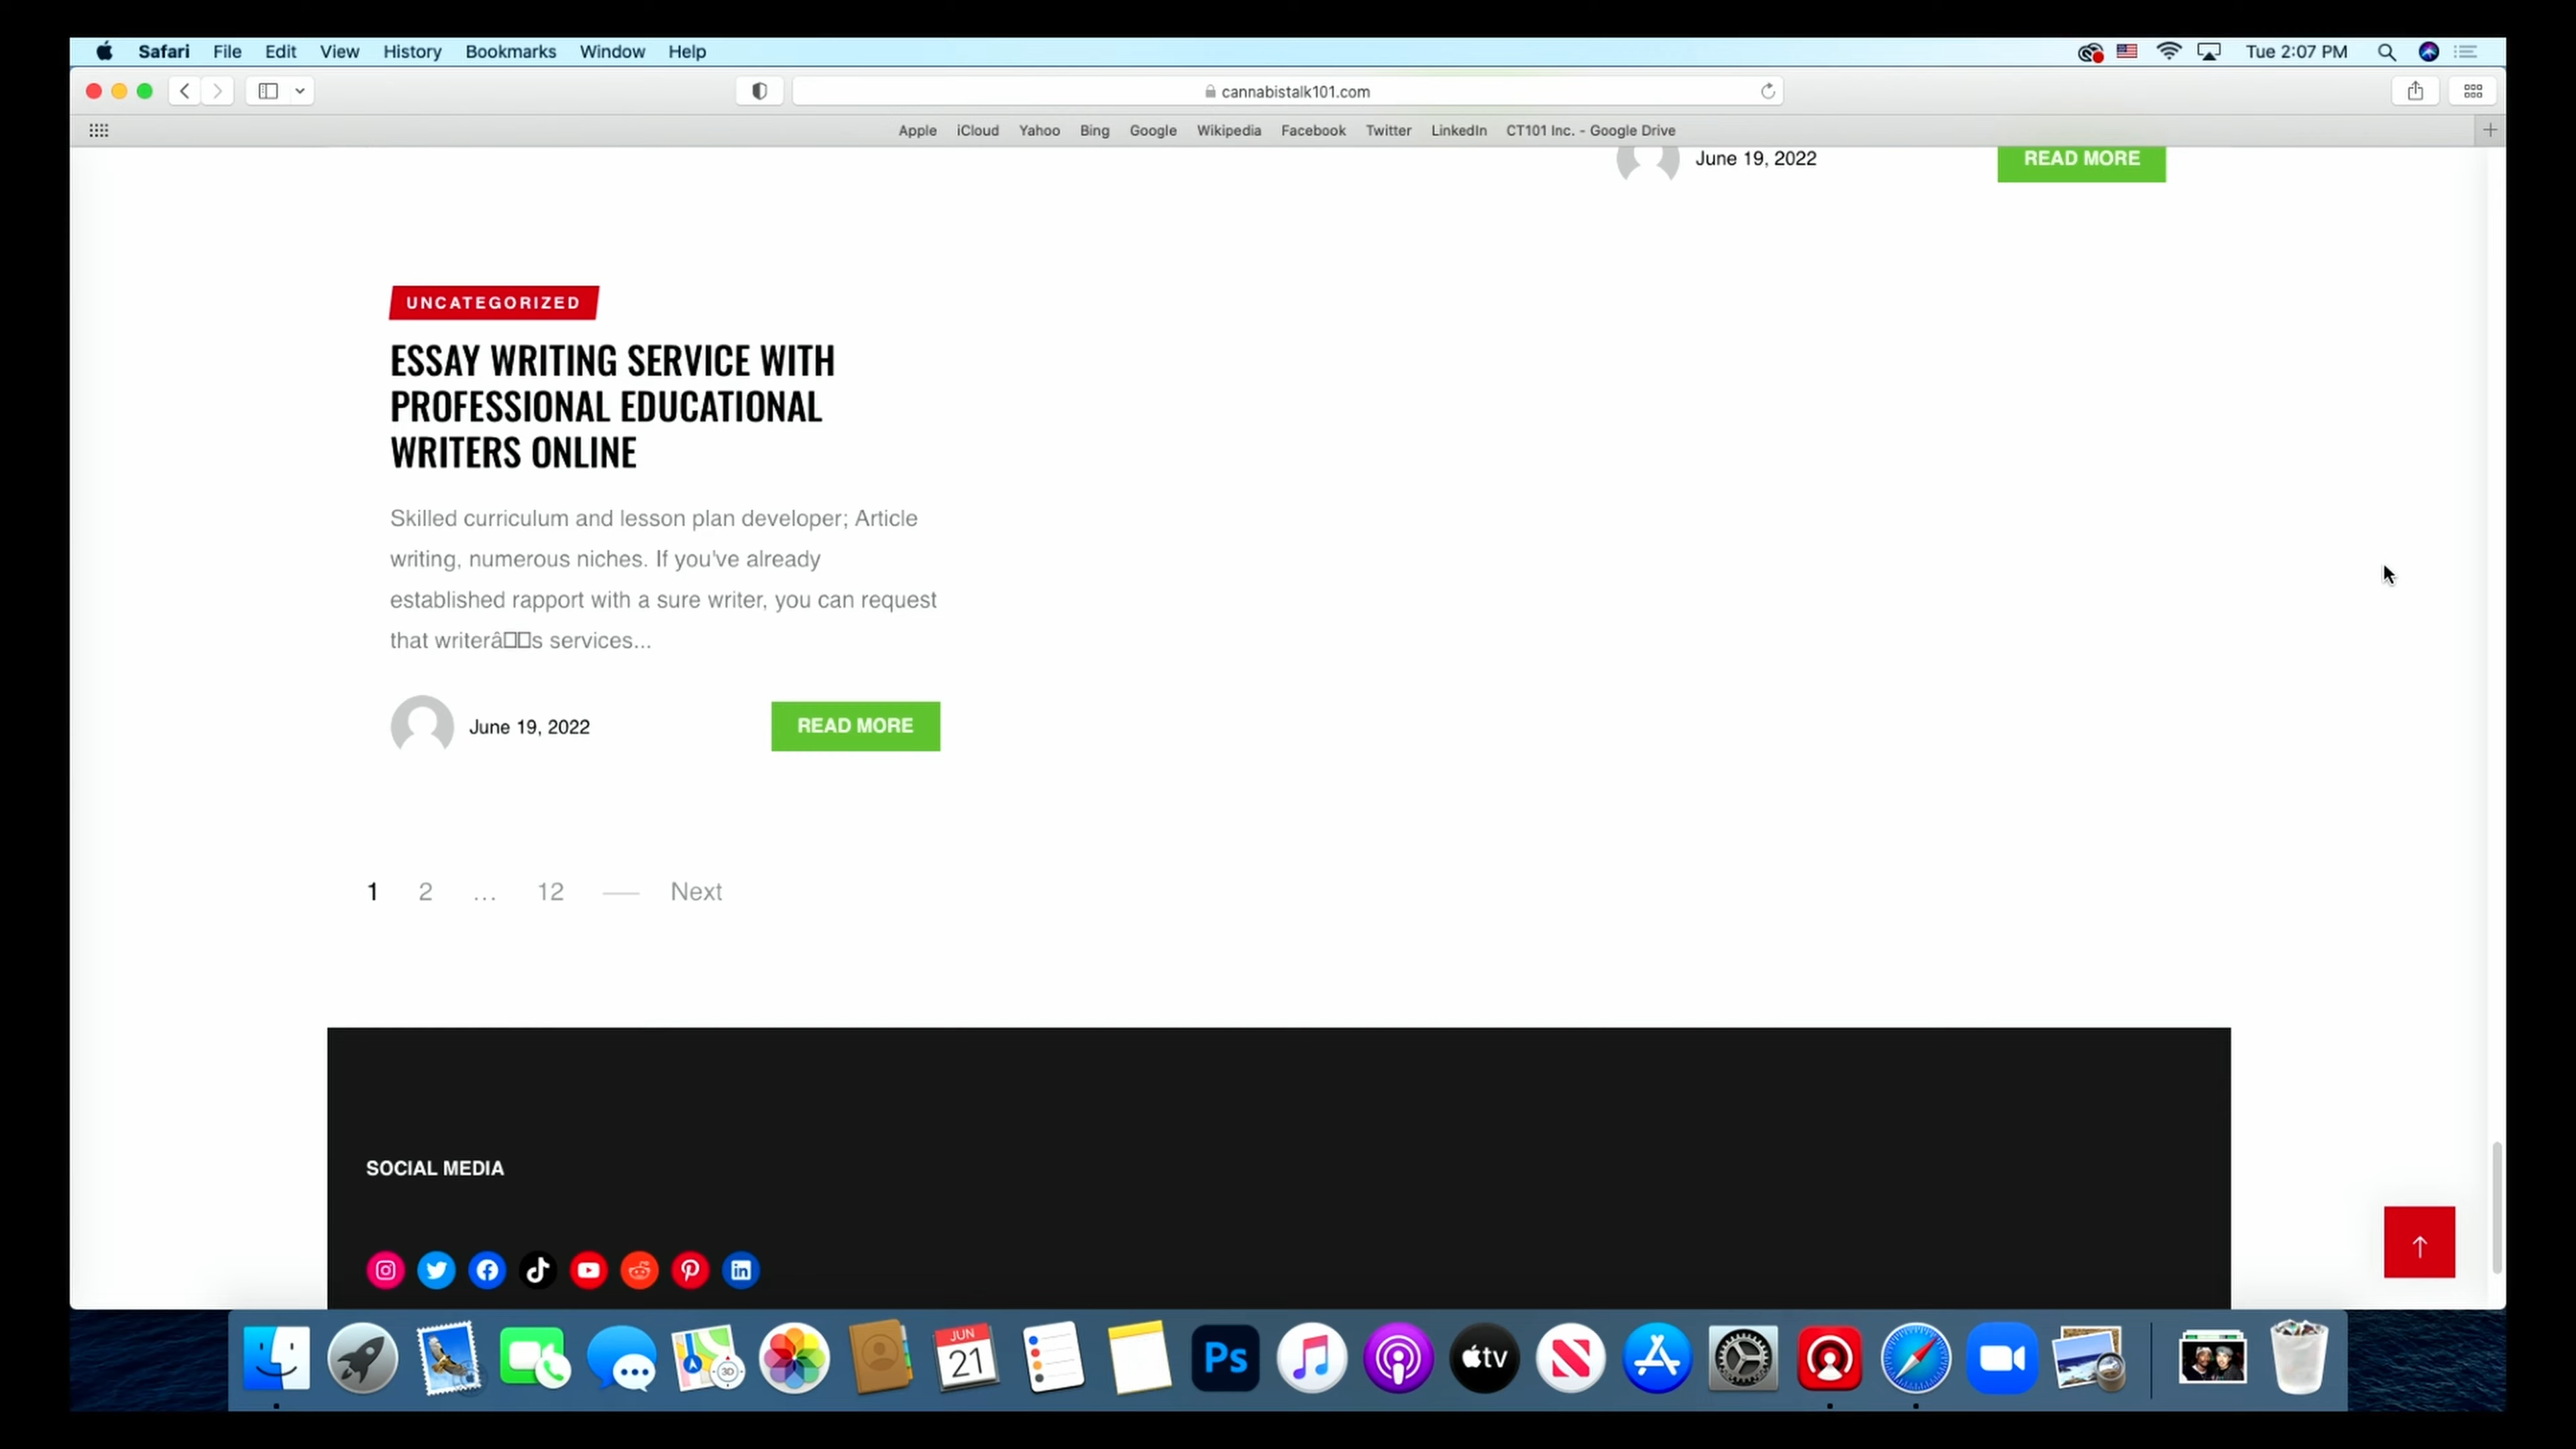 Safari File Edit View History Bookmarks Window Help
Tue 2:07 PM
cannabistalk101.com
Apple iCloud Yahoo Bing Google Wikipedia Facebook Twitter LinkedIn CT101 Inc. - Google Drive
June 19, 2022
READ MORE
UNCATEGORIZED
ESSAY WRITING SERVICE WITH
PROFESSIONAL EDUCATIONAL
WRITERS ONLINE
Skilled curriculum and lesson plan developer; Article
writing, numerous niches. If you've already
established rapport with a sure writer, you can request
that writerâ□□s services...
June 19, 2022
READ MORE
1 2 ... 12 Next
SOCIAL MEDIA
JUN
21
3D
Ps
tv